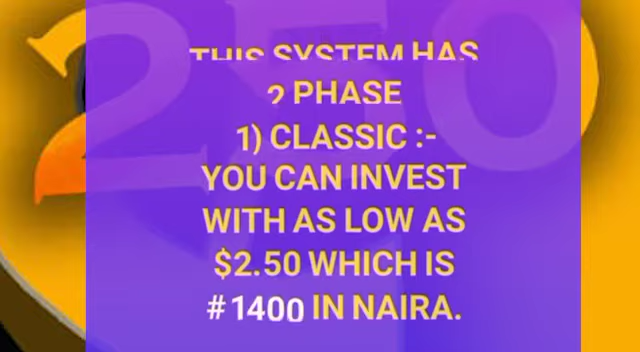 250
THIS SYSTEM HAS
2 PHASE
1) CLASSIC :-
YOU CAN INVEST
WITH AS LOW AS
$2.50 WHICH IS
#1400 IN NAIRA.